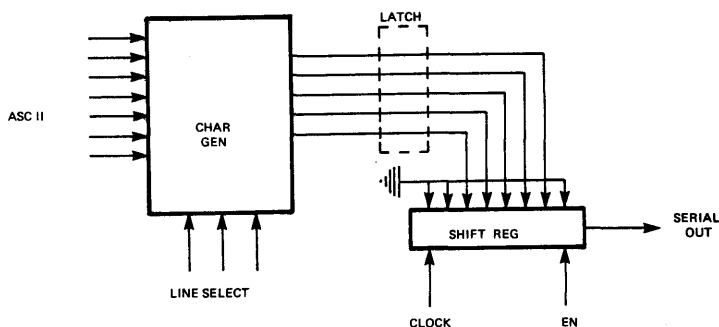 LATCH
ASC II
CHAR
GEN
LINE SELECT
SHIFT REG
SERIAL
OUT
CLOCK
EN